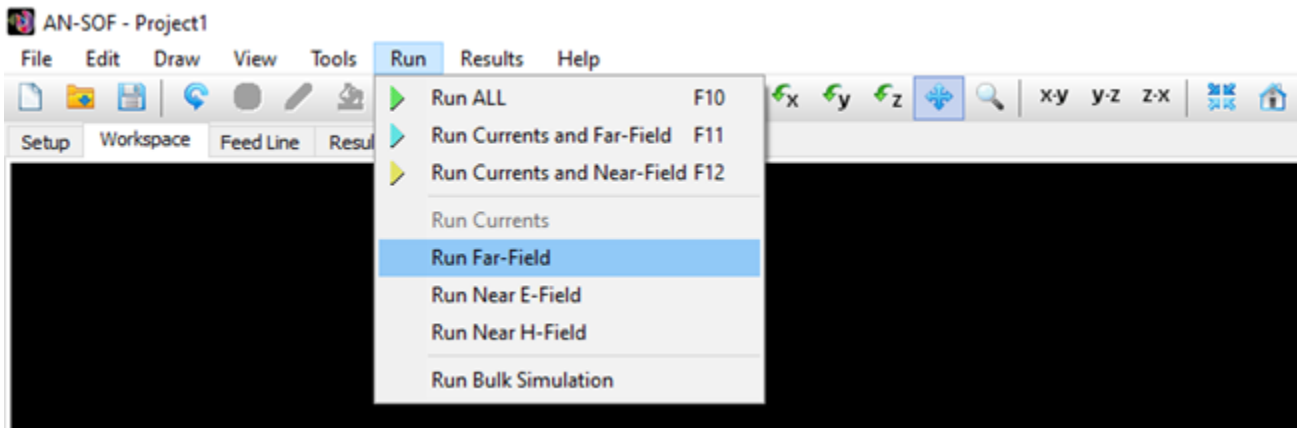 AN-SOF - Project1
File Edit Draw View Tools Run Results Help
Run ALL F10
x y z x-y y-z z-x
Setup Workspace Feed Line Resul
Run Currents and Far-Field F11
Run Currents and Near-Field F12
Run Currents
Run Far-Field
Run Near E-Field
Run Near H-Field
Run Bulk Simulation